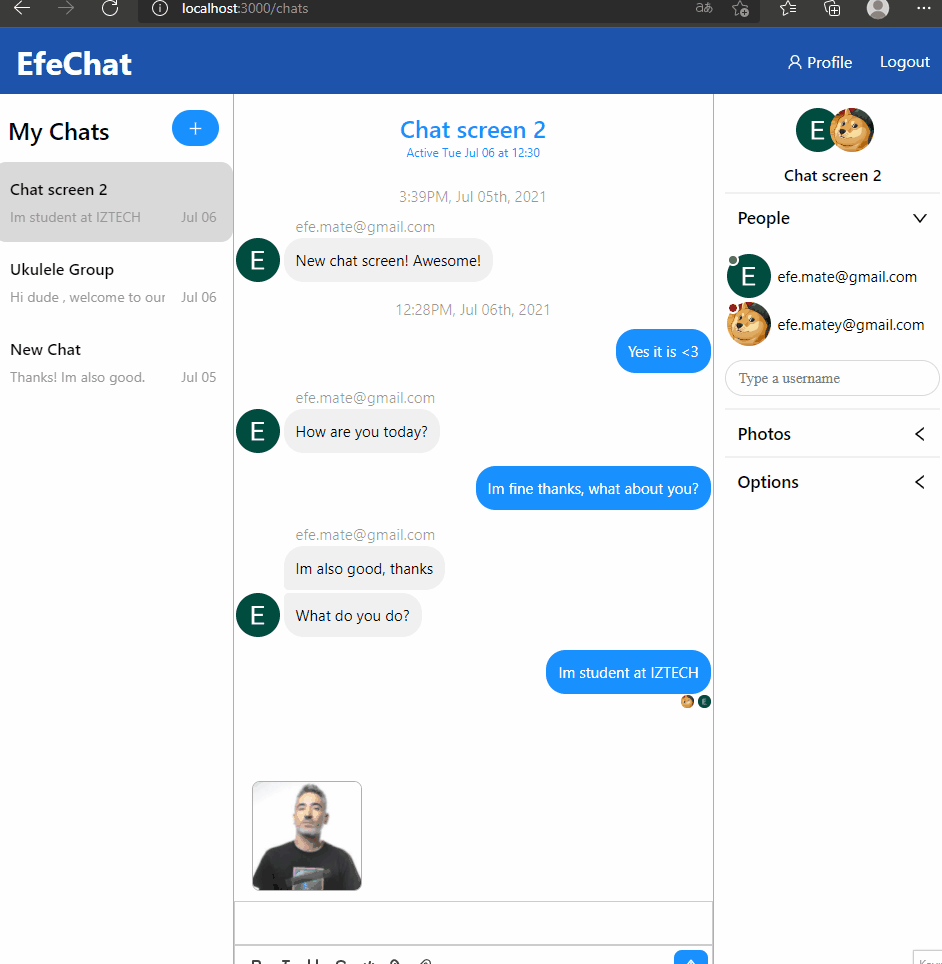 localhost:3000/chats
EfeChat
Profile
Logout
My Chats
+
Chat screen 2
Im student at IZTECH
Jul 06
Ukulele Group
Hi dude , welcome to our
Jul 06
New Chat
Thanks! Im also good.
Jul 05
Chat screen 2
Active Tue Jul 06 at 12:30
3:39PM, Jul 05th, 2021
efe.mate@gmail.com
E
New chat screen! Awesome!
12:28PM, Jul 06th, 2021
Yes it is <3
efe.mate@gmail.com
E
How are you today?
Im fine thanks, what about you?
efe.mate@gmail.com
Im also good, thanks
E
What do you do?
Im student at IZTECH
E
E
Chat screen 2
People
E
efe.mate@gmail.com
efe.matey@gmail.com
Type a username
Photos
Options